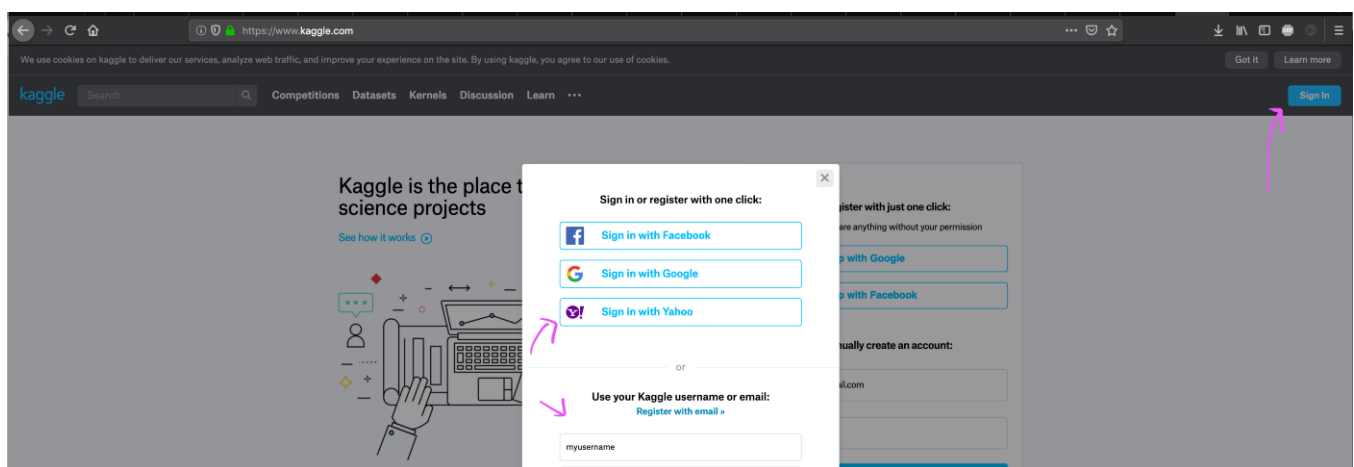 https://www.kaggle.com
We use cookies on kaggle to deliver our services, analyze web traffic, and improve your experience on the site. By using kaggle, you agree to our use of cookies.
Got it
Learn more
kaggle
Search
Competitions Datasets Kernels Discussion Learn •••
Sign In
Kaggle is the place t
science projects
See how it works
Sign in or register with one click:
Sign in with Facebook
Sign in with Google
Sign in with Yahoo
or
Use your Kaggle username or email:
Register with email »
myusername
gister with just one click:
are anything without your permission
p with Google
p with Facebook
nually create an account:
il.com